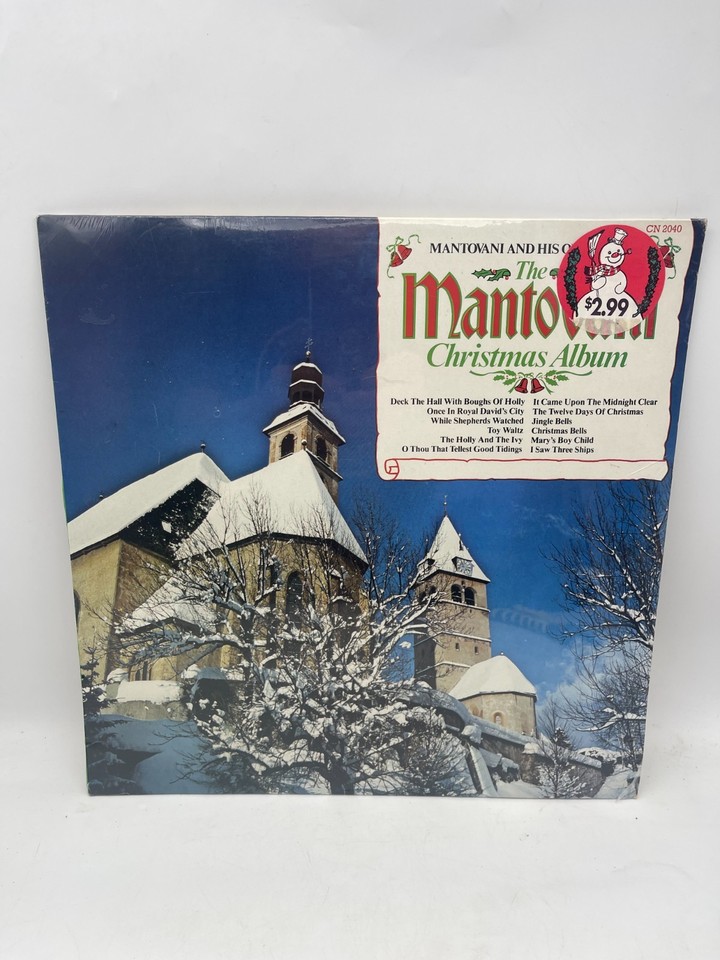 CN 2040
MANTOVANI AND HIS O
The
Mantovani
$2.99
Christmas Album
Deck The Hall With Boughs Of Holly
Once In Royal David's City
While Shepherds Watched
Toy Waltz
The Holly And The Ivy
O Thou That Tellest Good Tidings
It Came Upon The Midnight Clear
The Twelve Days Of Christmas
Jingle Bells
Christmas Bells
Mary's Boy Child
I Saw Three Ships